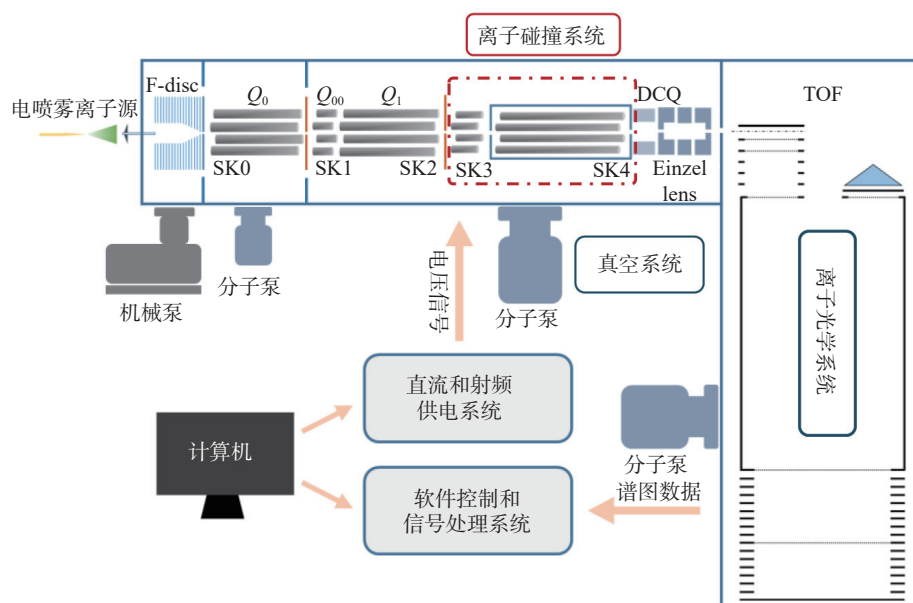 离子碰撞系统
F-disc
Q0
Q00
Q1
DCQ
TOF
电喷雾离子源
SK0
SK1
SK2
SK3
SK4
Einzel
lens
机械泵
分子泵
电压信号
分子泵
真空系统
离子光学系统
直流和射频
供电系统
计算机
分子泵
谱图数据
软件控制和
信号处理系统